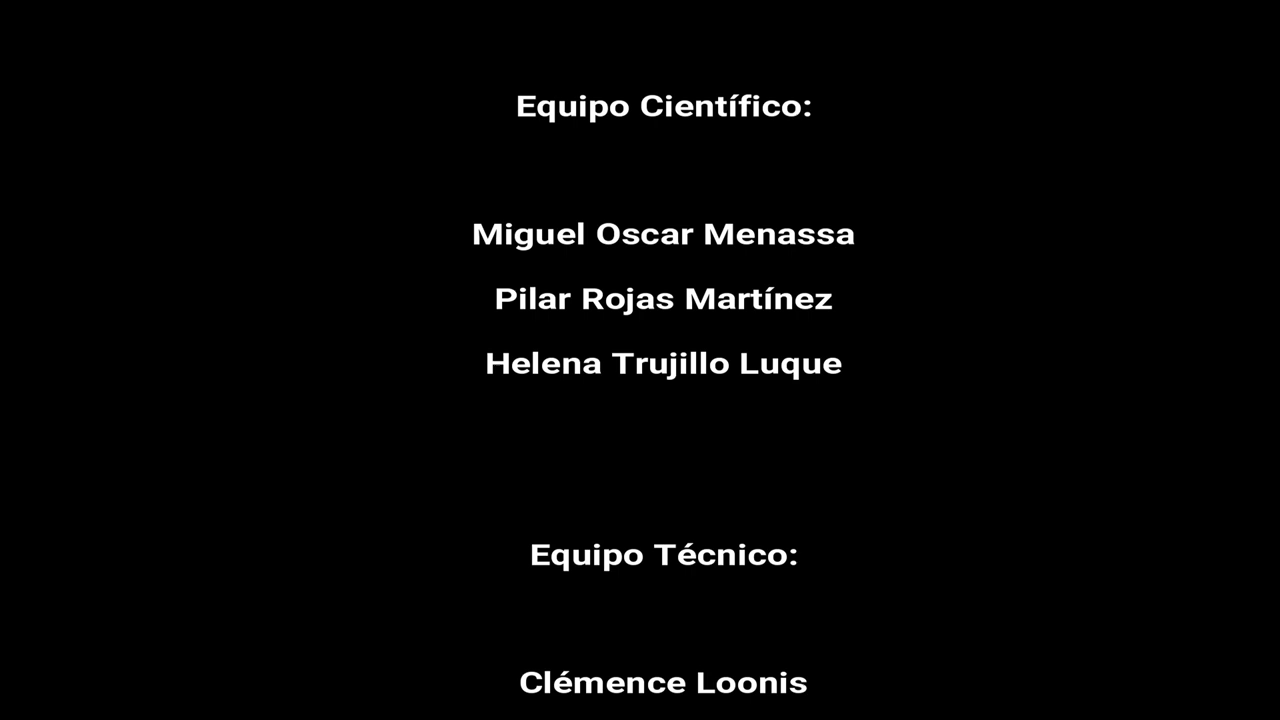 Equipo Científico:
Miguel Oscar Menassa
Pilar Rojas Martínez
Helena Trujillo Luque
Equipo Técnico:
Clémence Loonis